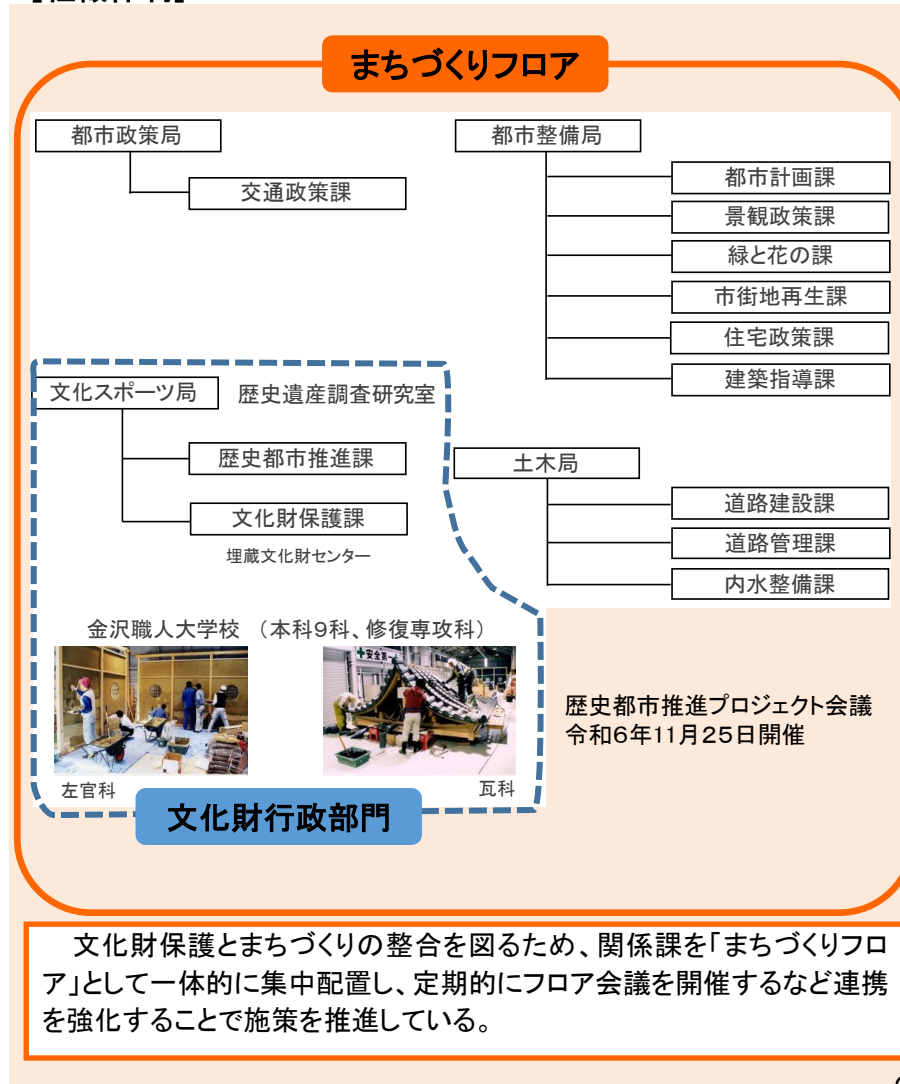 まちづくりフロア
都市政策局
交通政策課
都市整備局
都市計画課
景観政策課
緑と花の課
市街地再生課
住宅政策課
建築指導課
文化スポーツ局
歴史遺産調査研究室
歴史都市推進課
文化財保護課
埋蔵文化財センター
土木局
道路建設課
道路管理課
内水整備課
金沢職人大学校 （本科９科、修復専攻科）
安全第一
左官科
瓦科
文化財行政部門
歴史都市推進プロジェクト会議
令和６年１１月２５日開催
文化財保護とまちづくりの整合を図るため、関係課を「まちづくりフロ
ア」として一体的に集中配置し、定期的にフロア会議を開催するなど連携
を強化することで施策を推進している。